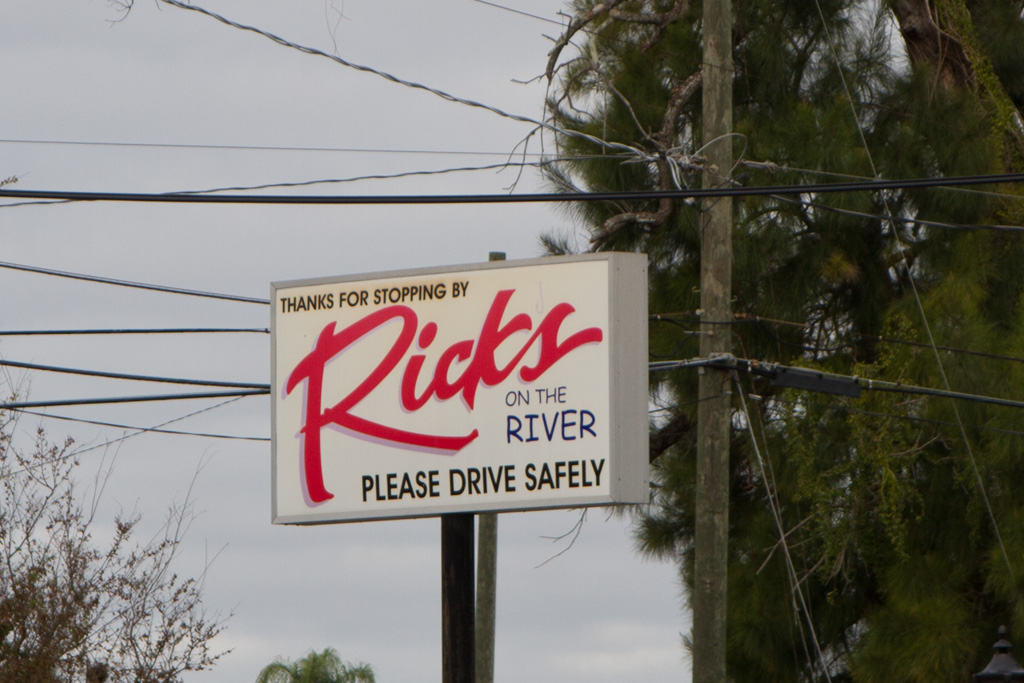 THANKS FOR STOPPING BY
Ricks
ON THE
RIVER
PLEASE DRIVE SAFELY